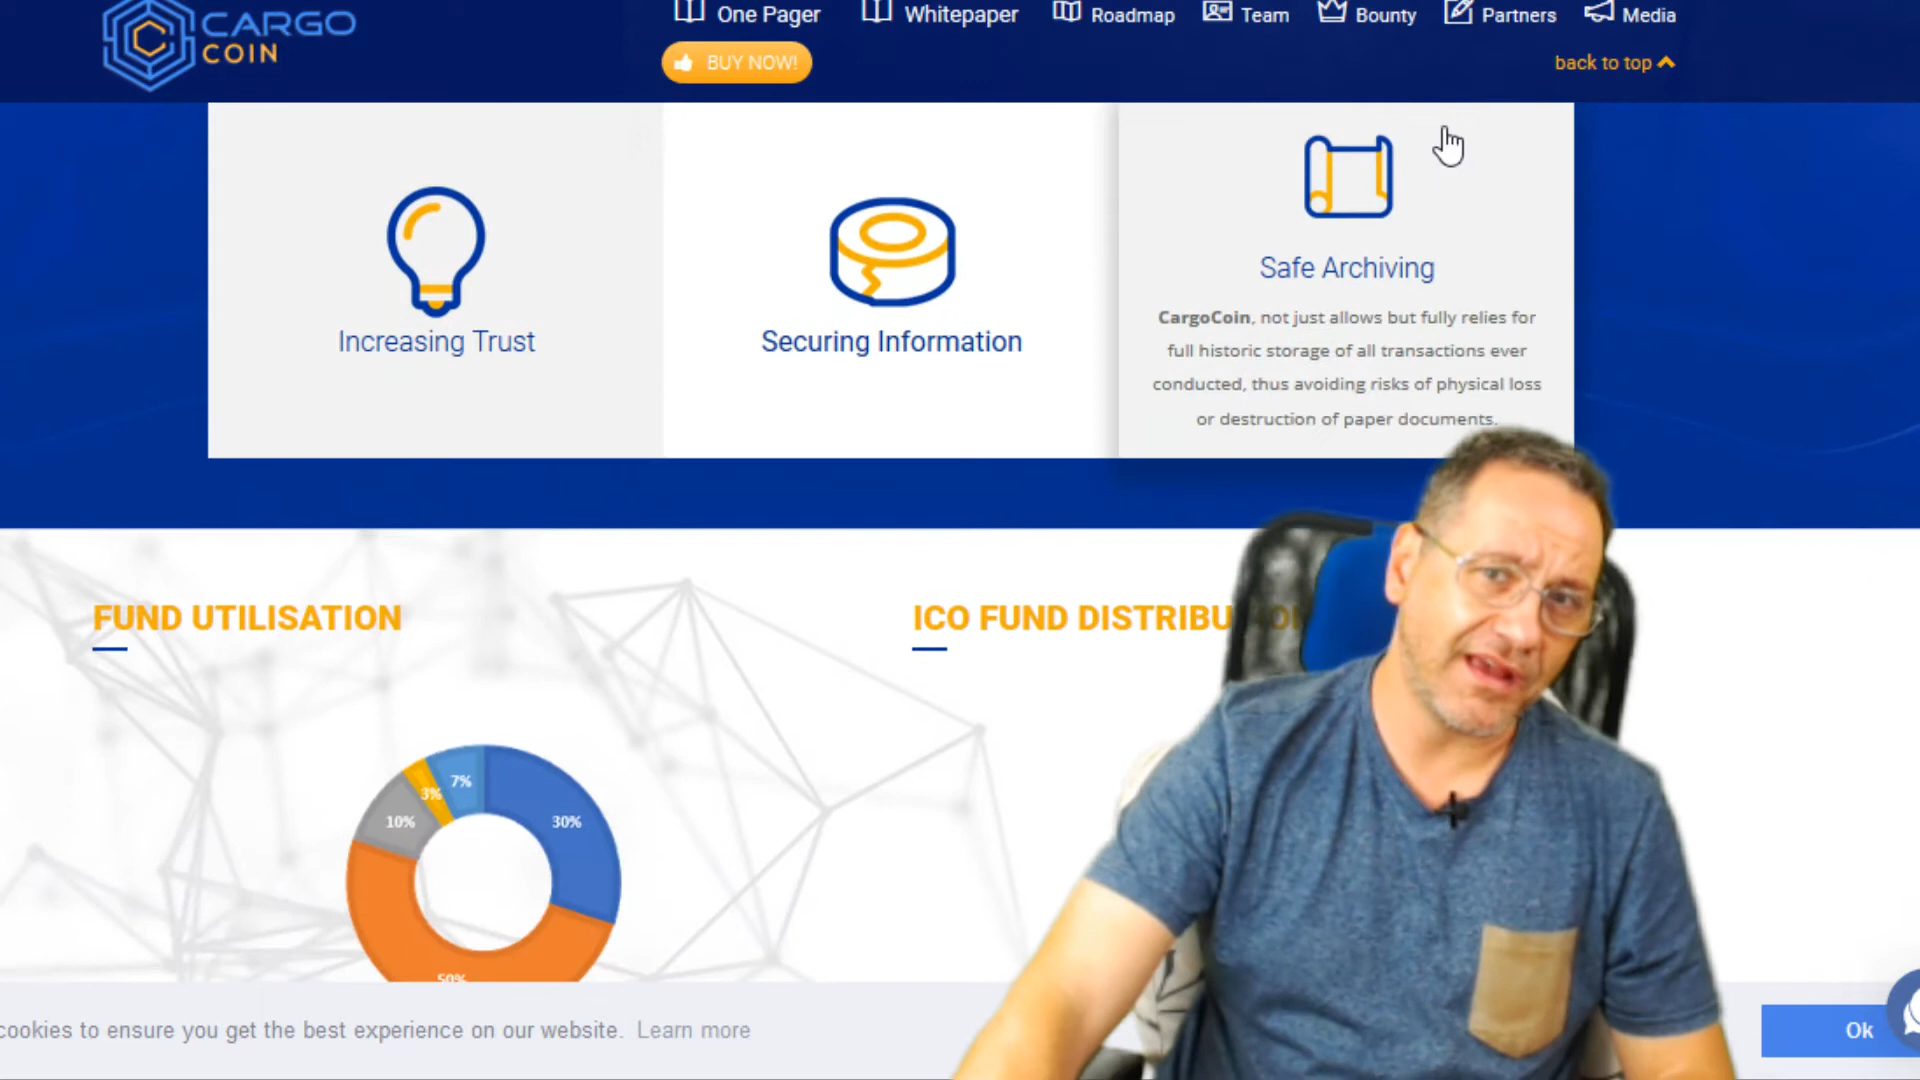 CARGO
COIN
One Pager
Whitepaper
Roadmap
Team
Bounty
Partners
Media
BUY NOW!
back to top
Increasing Trust
Securing Information
Safe Archiving
CargoCoin, not just allows but fully relies for
full historic storage of all transactions ever
conducted, thus avoiding risks of physical loss
or destruction of paper documents.
FUND UTILISATION
ICO FUND DISTRIBU
7%
3%
30%
10%
50%
cookies to ensure you get the best experience on our website. Learn more
Ok